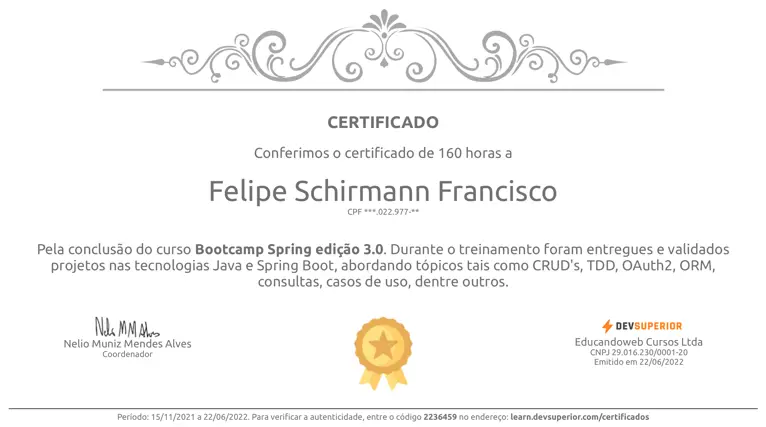 CERTIFICADO
Conferimos o certificado de 160 horas a
Felipe Schirmann Francisco
CPF ***.022.977-**
Pela conclusão do curso Bootcamp Spring edição 3.0. Durante o treinamento foram entregues e validados
projetos nas tecnologias Java e Spring Boot, abordando tópicos tais como CRUD's, TDD, OAuth2, ORM,
consultas, casos de uso, dentre outros.
Nelio M M Alves
Nelio Muniz Mendes Alves
Coordenador
DEVSUPERIOR
Educandoweb Cursos Ltda
CNPJ 29.016.230/0001-20
Emitido em 22/06/2022
Período: 15/11/2021 a 22/06/2022. Para verificar a autenticidade, entre o código 2236459 no endereço: learn.devsuperior.com/certificados